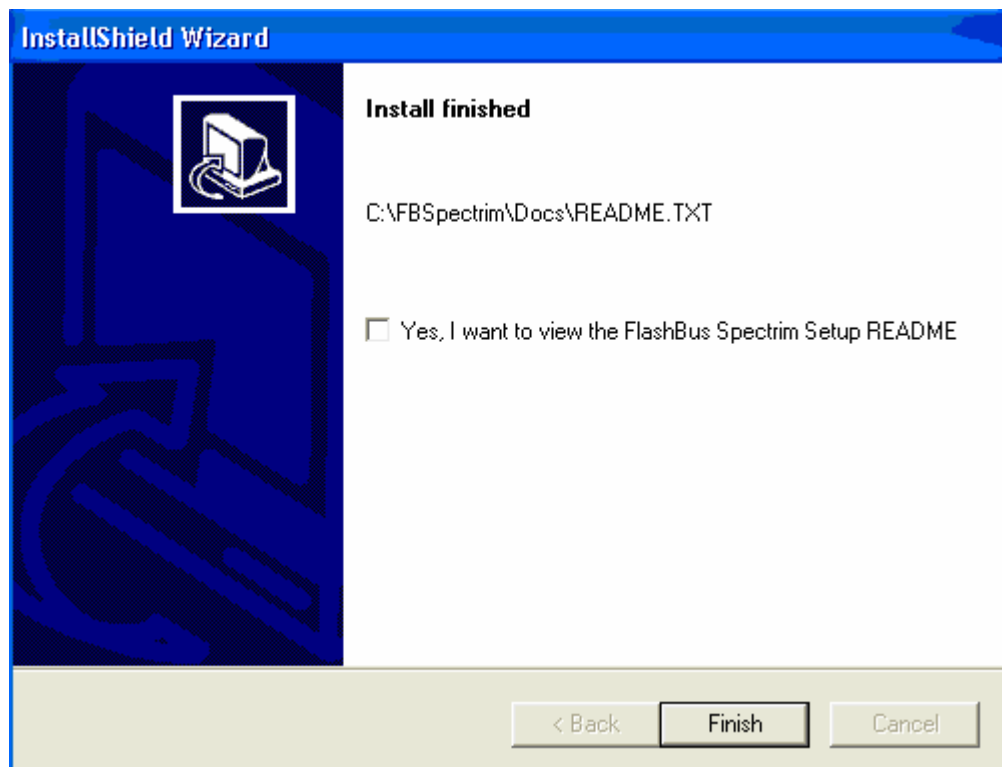 InstallShield Wizard
Install finished
C:\FBSpectrim\Docs\README.TXT
Yes, I want to view the FlashBus Spectrim Setup README
< Back
Finish
Cancel